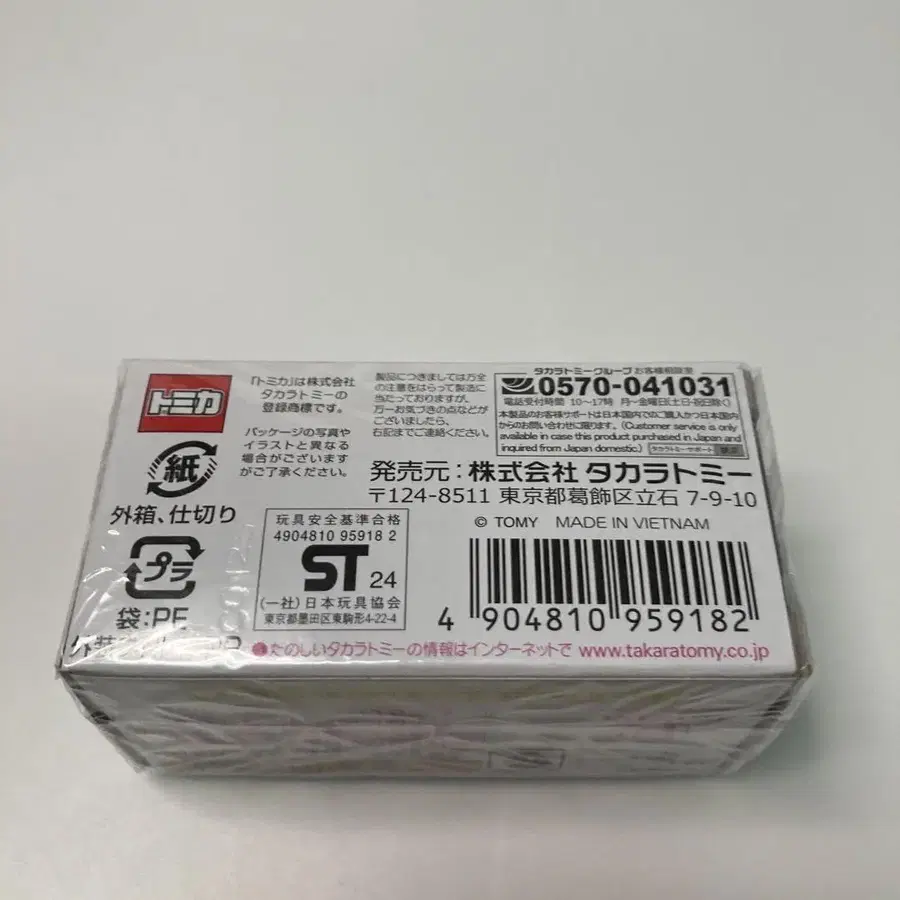 トミカ
「トミカ」は株式会社
タカラトミーの
登録商標です。
パッケージの写真や
イラストと異なる
場合がございます
がご了承ください。
製品につきましては万全
の注意をはらって製造に
当たっておりますが、
万一お気づきの点などが
ございましたら、
右記までご連絡ください。
タカラトミーグループ お客様相談室
0570-041031
電話受付時間 10〜17時 月〜金曜日(土・日・祝日除く)
本製品のお客様サポートは日本国内でのご購入かつ日本国内
からのお問い合わせに限ります。(Customer service is only
available in case this product purchased in Japan and
inquired from Japan domestic.)
タカラトミーサポート 検索
発売元:株式会社 タカラトミー
〒124-8511 東京都葛飾区立石 7-9-10
© TOMY MADE IN VIETNAM
紙
外箱、仕切り
プラ
袋:PE
玩具安全基準合格
4904810 95918 2
ST 24
(一社)日本玩具協会
東京都墨田区東駒形4-22-4
4 904810 959182
たのしいタカラトミーの情報はインターネットで www.takaratomy.co.jp